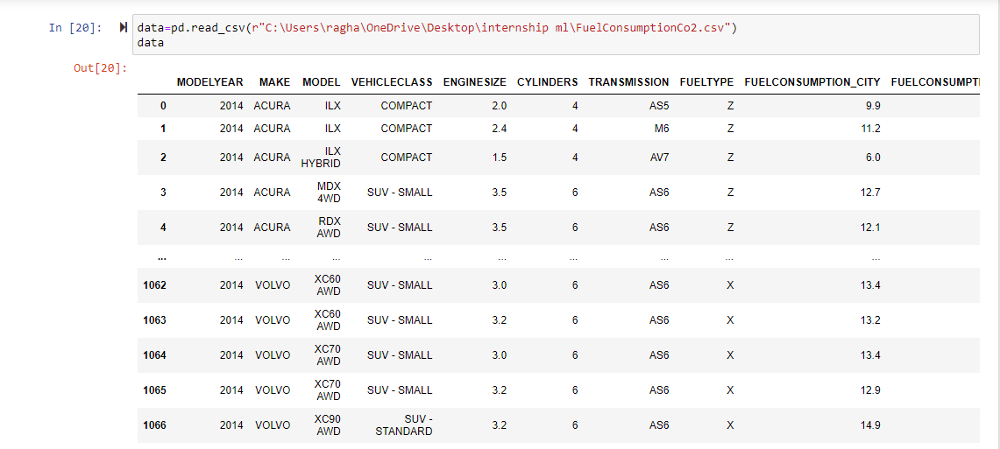 In [20]: data=pd.read_csv(r"C:\Users\ragha\OneDrive\Desktop\internship ml\FuelConsumptionCo2.csv")
data
Out[20]:
MODELYEAR MAKE MODEL VEHICLECLASS ENGINESIZE CYLINDERS TRANSMISSION FUELTYPE FUELCONSUMPTION_CITY FUELCONSUMPTI
0 2014 ACURA ILX COMPACT 2.0 4 AS5 Z 9.9
1 2014 ACURA ILX COMPACT 2.4 4 M6 Z 11.2
2 2014 ACURA ILX HYBRID COMPACT 1.5 4 AV7 Z 6.0
3 2014 ACURA MDX 4WD SUV - SMALL 3.5 6 AS6 Z 12.7
4 2014 ACURA RDX AWD SUV - SMALL 3.5 6 AS6 Z 12.1
... ... ... ... ... ... ... ... ... ...
1062 2014 VOLVO XC60 AWD SUV - SMALL 3.0 6 AS6 X 13.4
1063 2014 VOLVO XC60 AWD SUV - SMALL 3.2 6 AS6 X 13.2
1064 2014 VOLVO XC70 AWD SUV - SMALL 3.0 6 AS6 X 13.4
1065 2014 VOLVO XC70 AWD SUV - SMALL 3.2 6 AS6 X 12.9
1066 2014 VOLVO XC90 AWD SUV - STANDARD 3.2 6 AS6 X 14.9